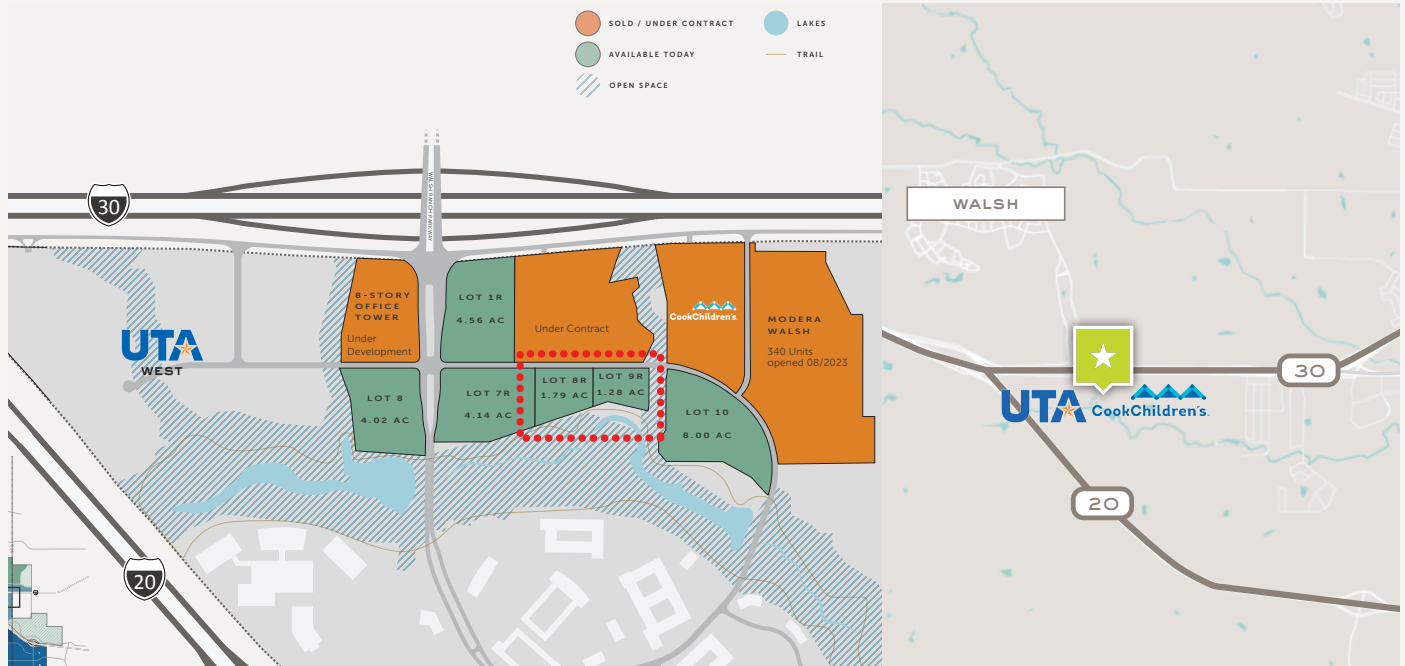 SOLD / UNDER CONTRACT
LAKES
AVAILABLE TODAY
TRAIL
OPEN SPACE
30
WALSH RANCH PARKWAY
8-STORY
OFFICE
TOWER
Under
Development
LOT 1R
4.56 AC
Under Contract
CookChildren's.
MODERA
WALSH
340 Units
opened 08/2023
UTA
WEST
LOT 8
4.02 AC
LOT 7R
4.14 AC
LOT 8R
1.79 AC
LOT 9R
1.28 AC
LOT 10
8.00 AC
20
WALSH
30
UTA
CookChildren's.
20